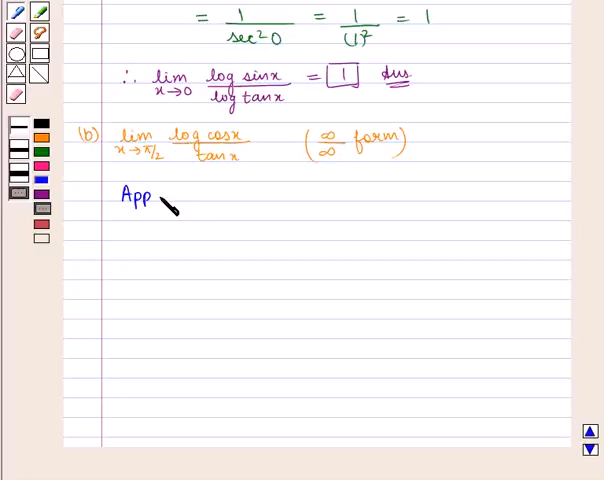 = 1/sec²0 = 1/(1)² = 1
∴ lim x→0 log sinx/log tanx = 1 Ans
(b) lim x→π/2 log cosx/tanx (∞/∞ form)
App